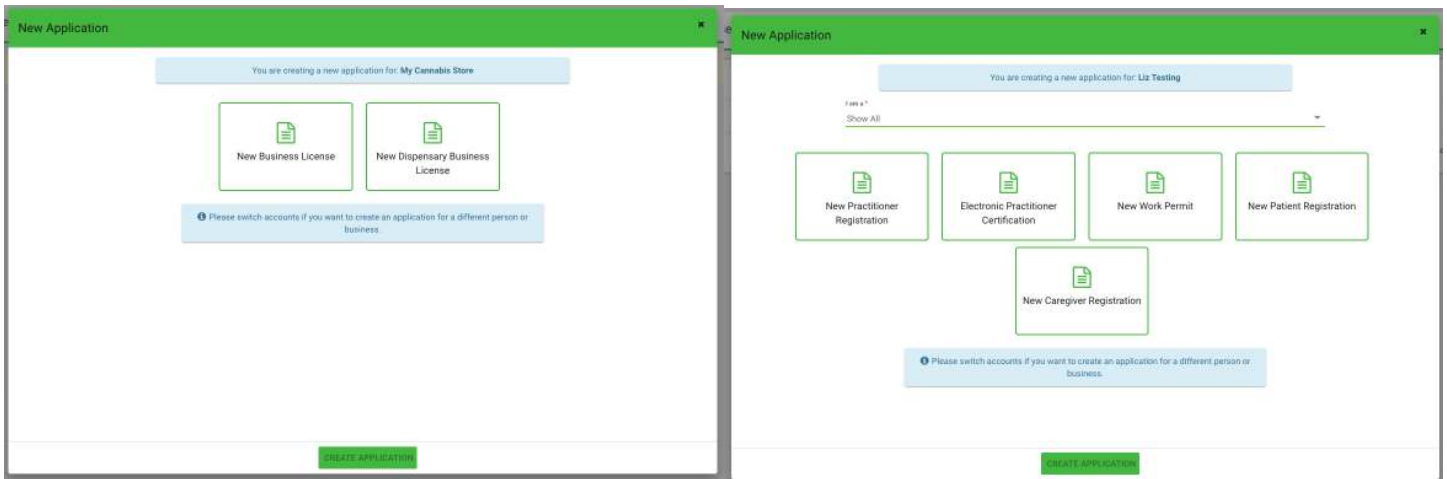 New Application
You are creating a new application for: My Cannabis Store
New Business License
New Dispensary Business
License
Please switch accounts if you want to create an application for a different person or
business.
CREATE APPLICATION
New Application
You are creating a new application for: Liz Testing
I am a *
Show All
New Practitioner
Registration
Electronic Practitioner
Certification
New Work Permit
New Patient Registration
New Caregiver Registration
Please switch accounts if you want to create an application for a different person or
business.
CREATE APPLICATION